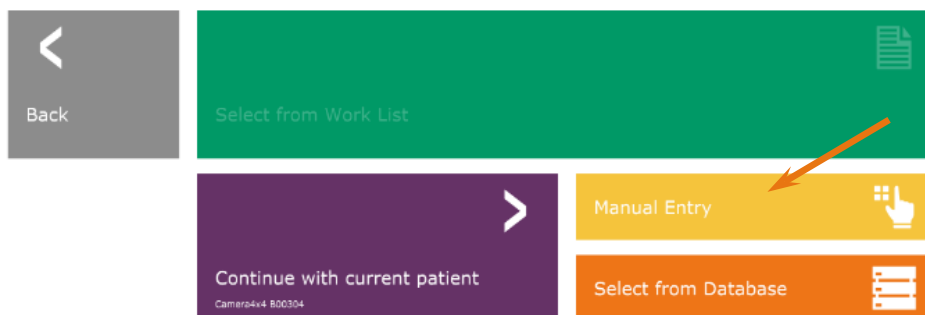 Back
Select from Work List
Manual Entry
Continue with current patient
Camera4x4 B00304
Select from Database